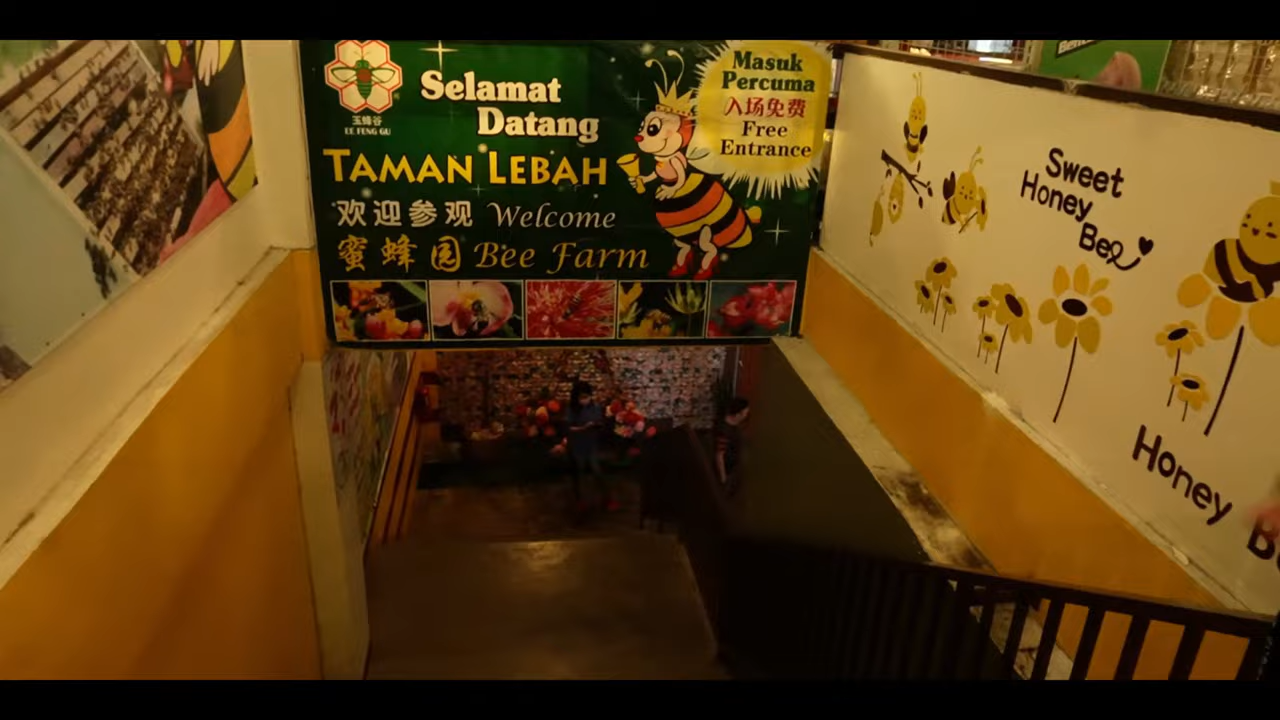 玉蜂谷
EE FENG GU
Selamat
Datang
TAMAN LEBAH
欢迎参观 Welcome
蜜蜂园 Bee Farm
Masuk
Percuma
入场免费
Free
Entrance
Sweet
Honey
Bee
Honey